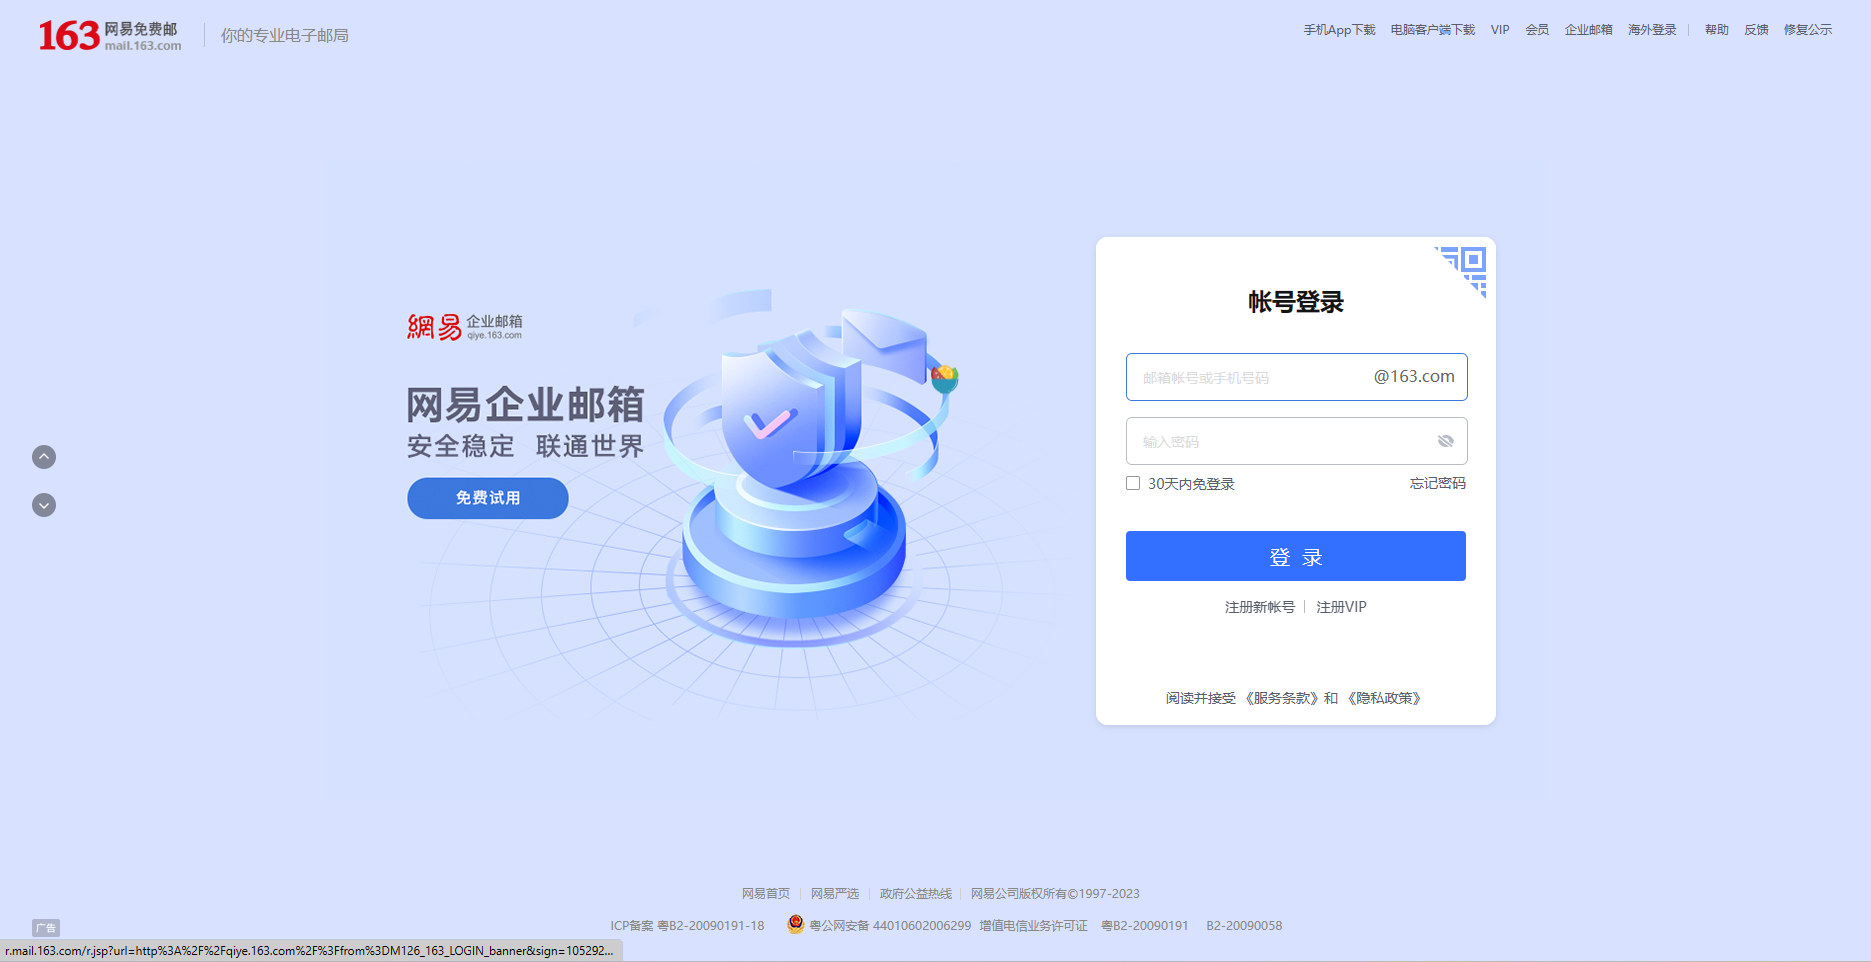 163 网易免费邮
mail.163.com
你的专业电子邮局
手机App下载 电脑客户端下载 VIP 会员 企业邮箱 海外登录 | 帮助 反馈 修复公示
網易 企业邮箱
qiye.163.com
网易企业邮箱
安全稳定 联通世界
免费试用
帐号登录
邮箱帐号或手机号码 @163.com
输入密码
30天内免登录 忘记密码
登 录
注册新帐号 | 注册VIP
阅读并接受《服务条款》和《隐私政策》
网易首页 | 网易严选 | 政府公益热线 | 网易公司版权所有©1997-2023
ICP备案 粤B2-20090191-18 粤公网安备 44010602006299 增值电信业务许可证 粤B2-20090191 B2-20090058
广告
r.mail.163.com/r.jsp?url=http%3A%2F%2Fqiye.163.com%2F%3Ffrom%3DM126_163_LOGIN_banner&sign=105292...